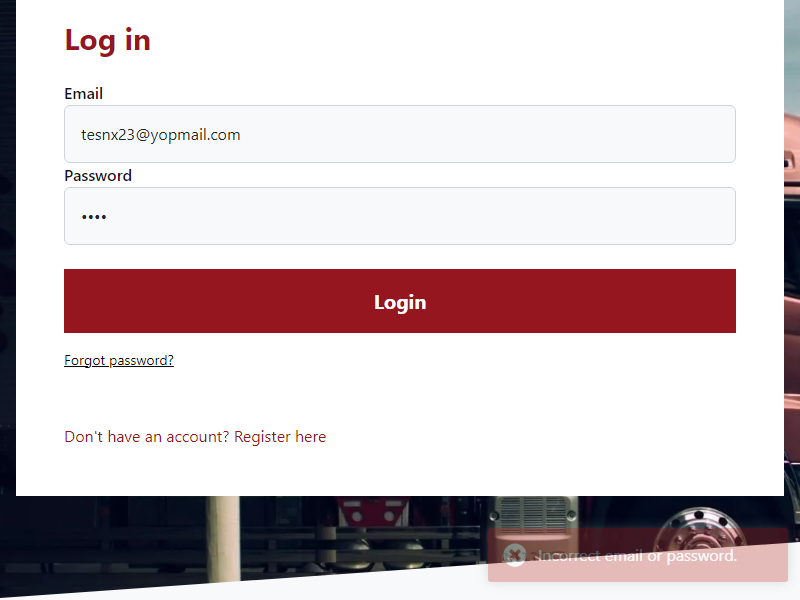 Log in
Email
tesnx23@yopmail.com
Password
••••
Login
Forgot password?
Don't have an account? Register here
Incorrect email or password.